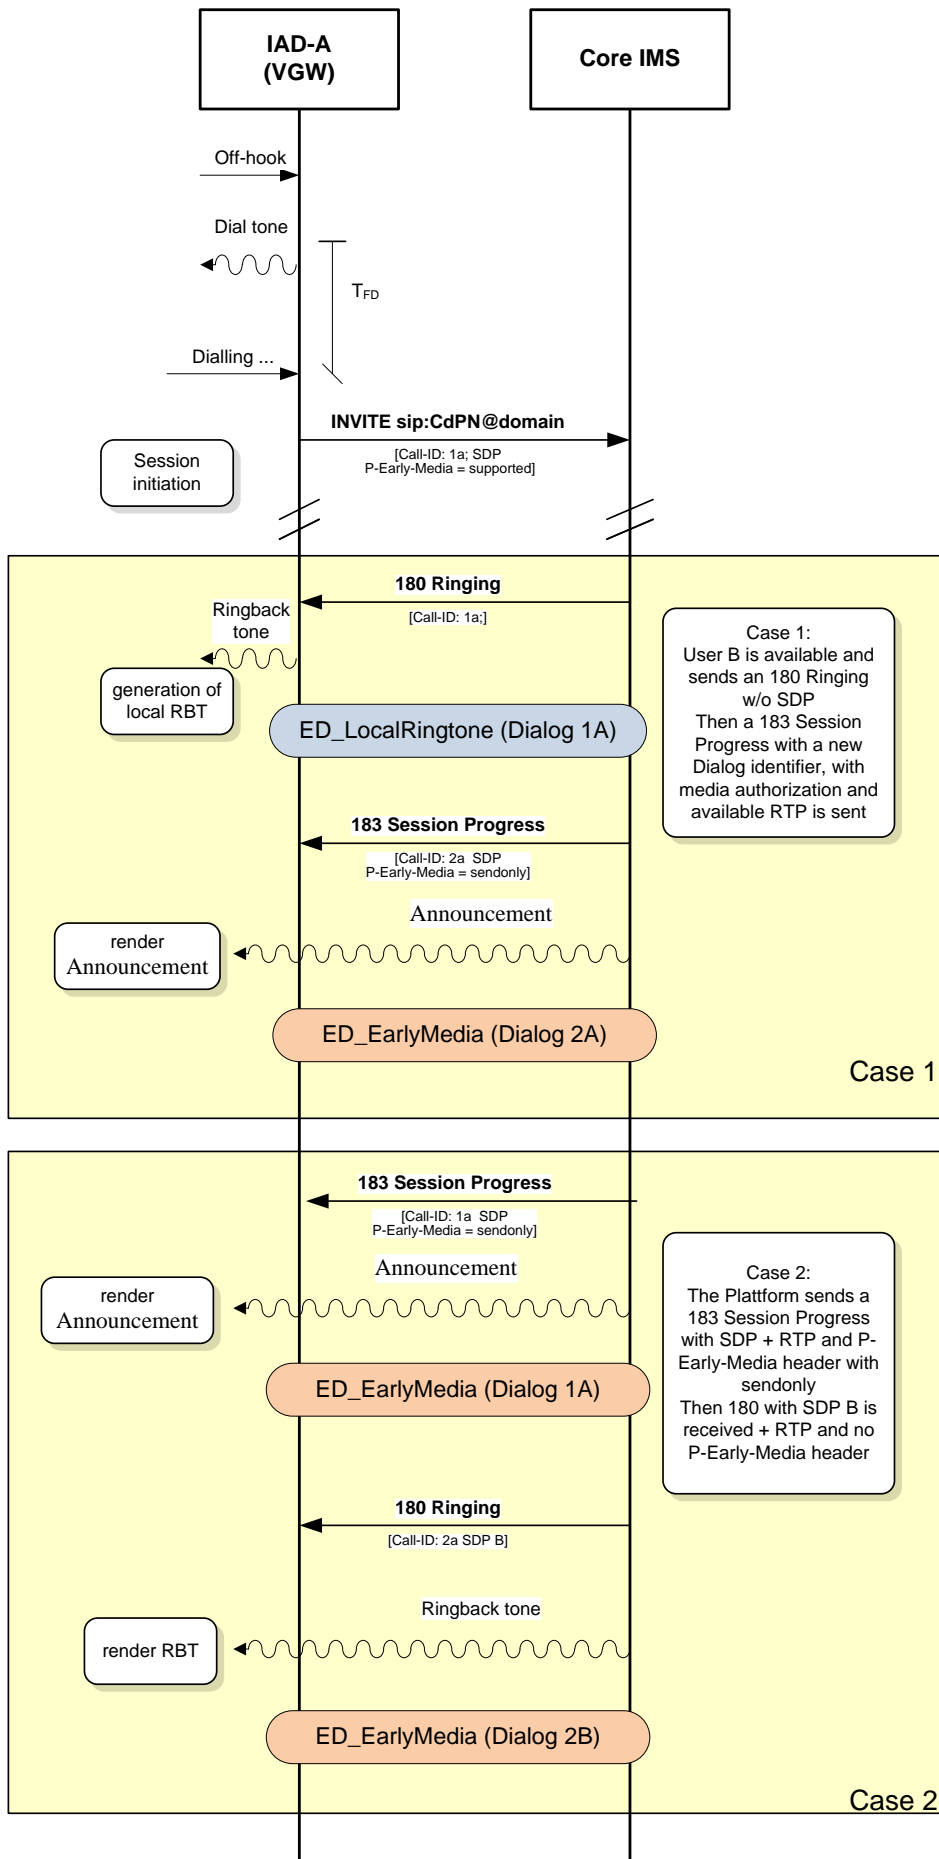 IAD-A
(VGW)
Core IMS
Off-hook
Dial tone
TFD
Dialling ...
INVITE sip:CdPN@domain
[Call-ID: 1a; SDP
P-Early-Media = supported]
Session
initiation
180 Ringing
[Call-ID: 1a;]
Ringback
tone
generation of
local RBT
Case 1:
User B is available and
sends an 180 Ringing
w/o SDP
Then a 183 Session
Progress with a new
Dialog identifier, with
media authorization and
available RTP is sent
ED_LocalRingtone (Dialog 1A)
183 Session Progress
[Call-ID: 2a  SDP
P-Early-Media = sendonly]
Announcement
render
Announcement
ED_EarlyMedia (Dialog 2A)
Case 1
183 Session Progress
[Call-ID: 1a  SDP
P-Early-Media = sendonly]
Announcement
render
Announcement
Case 2:
The Plattform sends a
183 Session Progress
with SDP + RTP and P-
Early-Media header with
sendonly
Then 180 with SDP B is
received + RTP and no
P-Early-Media header
ED_EarlyMedia (Dialog 1A)
180 Ringing
[Call-ID: 2a SDP B]
Ringback tone
render RBT
ED_EarlyMedia (Dialog 2B)
Case 2